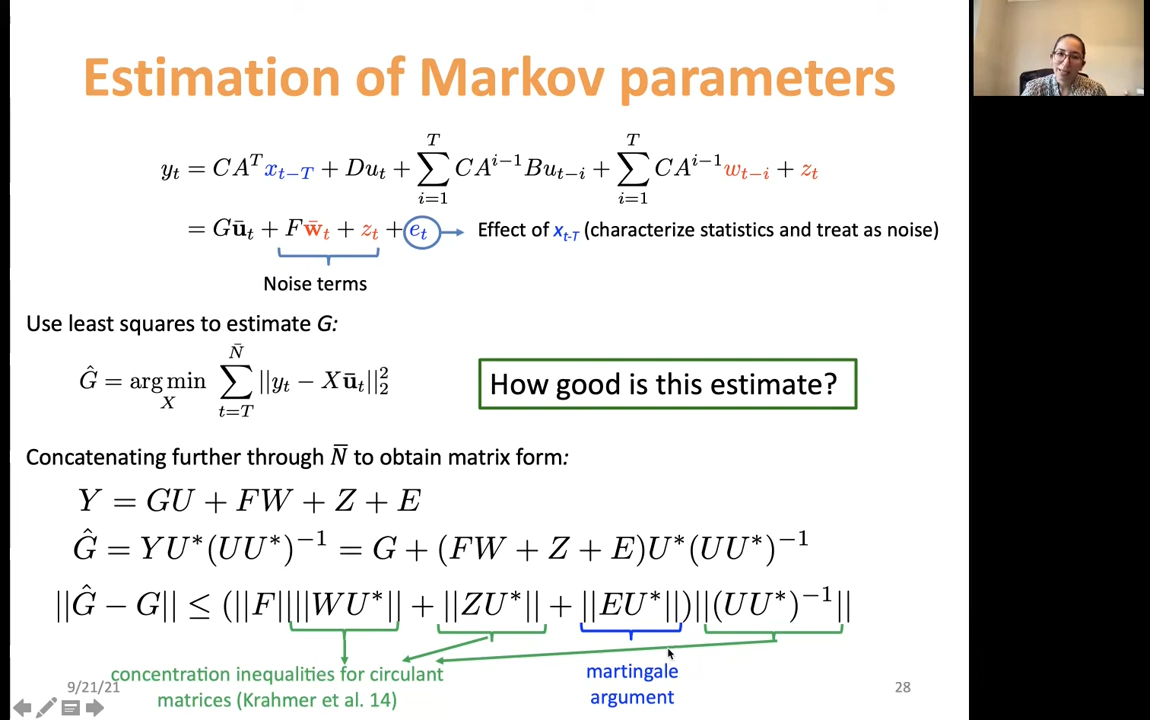 Estimation of Markov parameters
y_t = CA^T x_{t−T} + Du_t + ∑_{i=1}^{T} CA^{i−1}Bu_{t−i} + ∑_{i=1}^{T} CA^{i−1}w_{t−i} + z_t
= Gū_t + Fw̄_t + z_t + e_t Effect of x_{t-T} (characterize statistics and treat as noise)
Noise terms
Use least squares to estimate G:
Ĝ = arg min_X ∑_{t=T}^{N̄} ||y_t − Xū_t||_2^2
How good is this estimate?
Concatenating further through N̄ to obtain matrix form:
Y = GU + FW + Z + E
Ĝ = YU*(UU*)^{−1} = G + (FW + Z + E)U*(UU*)^{−1}
||Ĝ − G|| ≤ (||F||||WU*|| + ||ZU*|| + ||EU*||)||(UU*)^{−1}||
concentration inequalities for circulant
matrices (Krahmer et al. 14)
martingale
argument
9/21/21
28